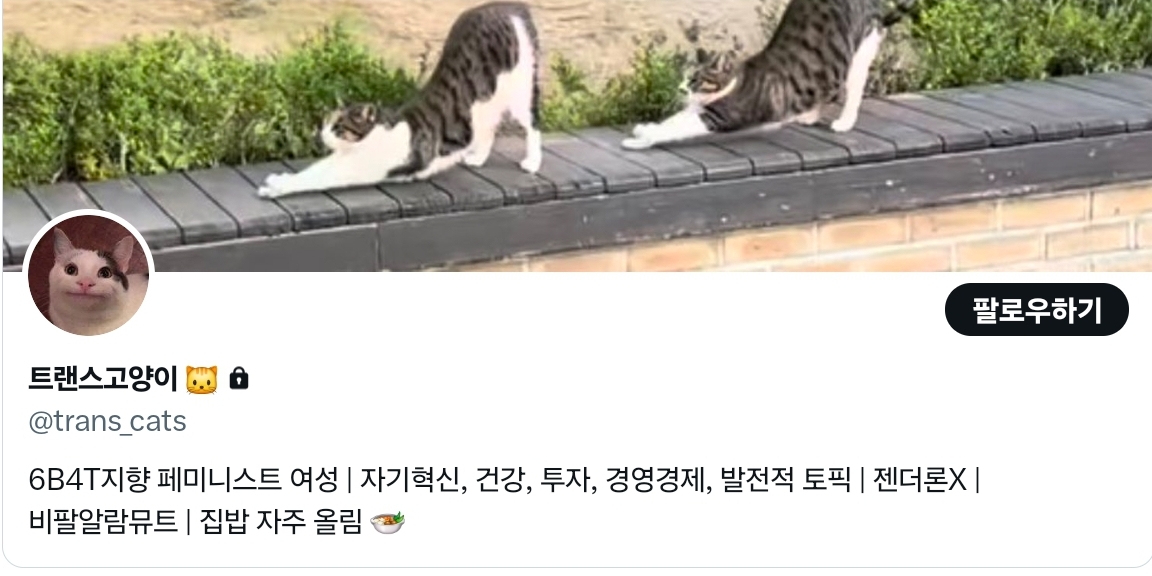 팔로우하기
트랜스고양이 🐱 🔒
@trans_cats
6B4T지향 페미니스트 여성 | 자기혁신, 건강, 투자, 경영경제, 발전적 토픽 | 젠더론X |
비팔알람뮤트 | 집밥 자주 올림 🍲